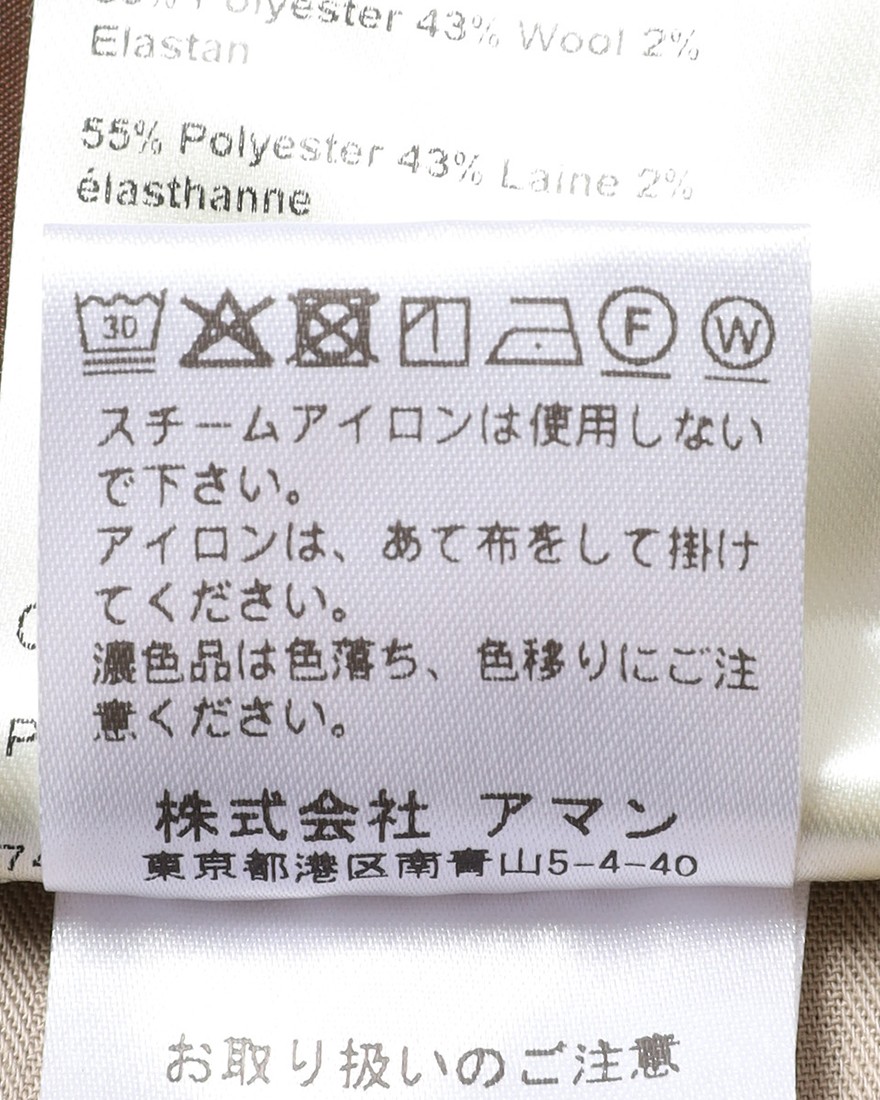 Polyester 43% Wool 2%
Elastan
55% Polyester 43% Laine 2%
élasthanne
30 F W
スチームアイロンは使用しない
で下さい。
アイロンは、あて布をして掛け
てください。
濃色品は色落ち、色移りにご注
意ください。
株式会社 アマン
東京都港区南青山5-4-40
お取り扱いのご注意